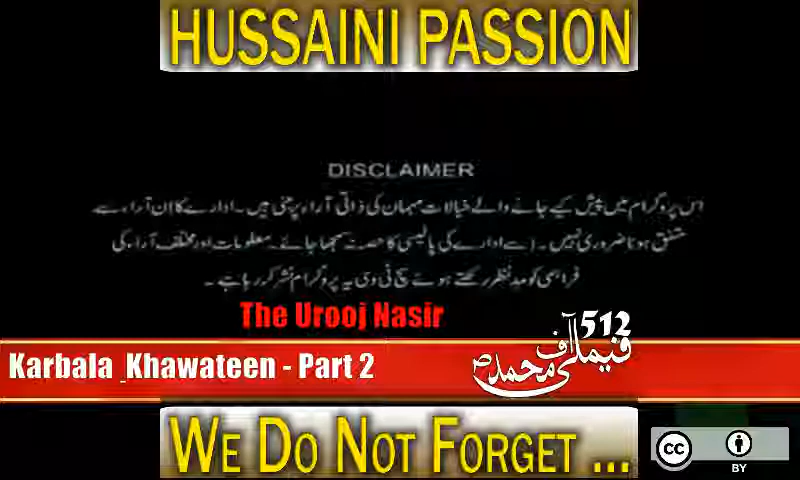 HUSSAINI PASSION
DISCLAIMER
اس پروگرام میں پیش کیے جانے والے خیالات مہمان کی ذاتی آراء پر مبنی ہیں۔ ادارے کا اِن آراء سے
متفق ہونا ضروری نہیں۔ اِسے ادارے کی پالیسی کا حصہ نہ سمجھا جائے۔ معلومات اور مختلف آراء کی
فراہمی کو مدنظر رکھتے ہوئے سچ ٹی وی یہ پروگرام نشر کر رہا ہے۔
The Urooj Nasir
Karbala_Khawateen - Part 2
512
فیملی آف محمدؐ
WE DO NOT FORGET ...
cc
BY